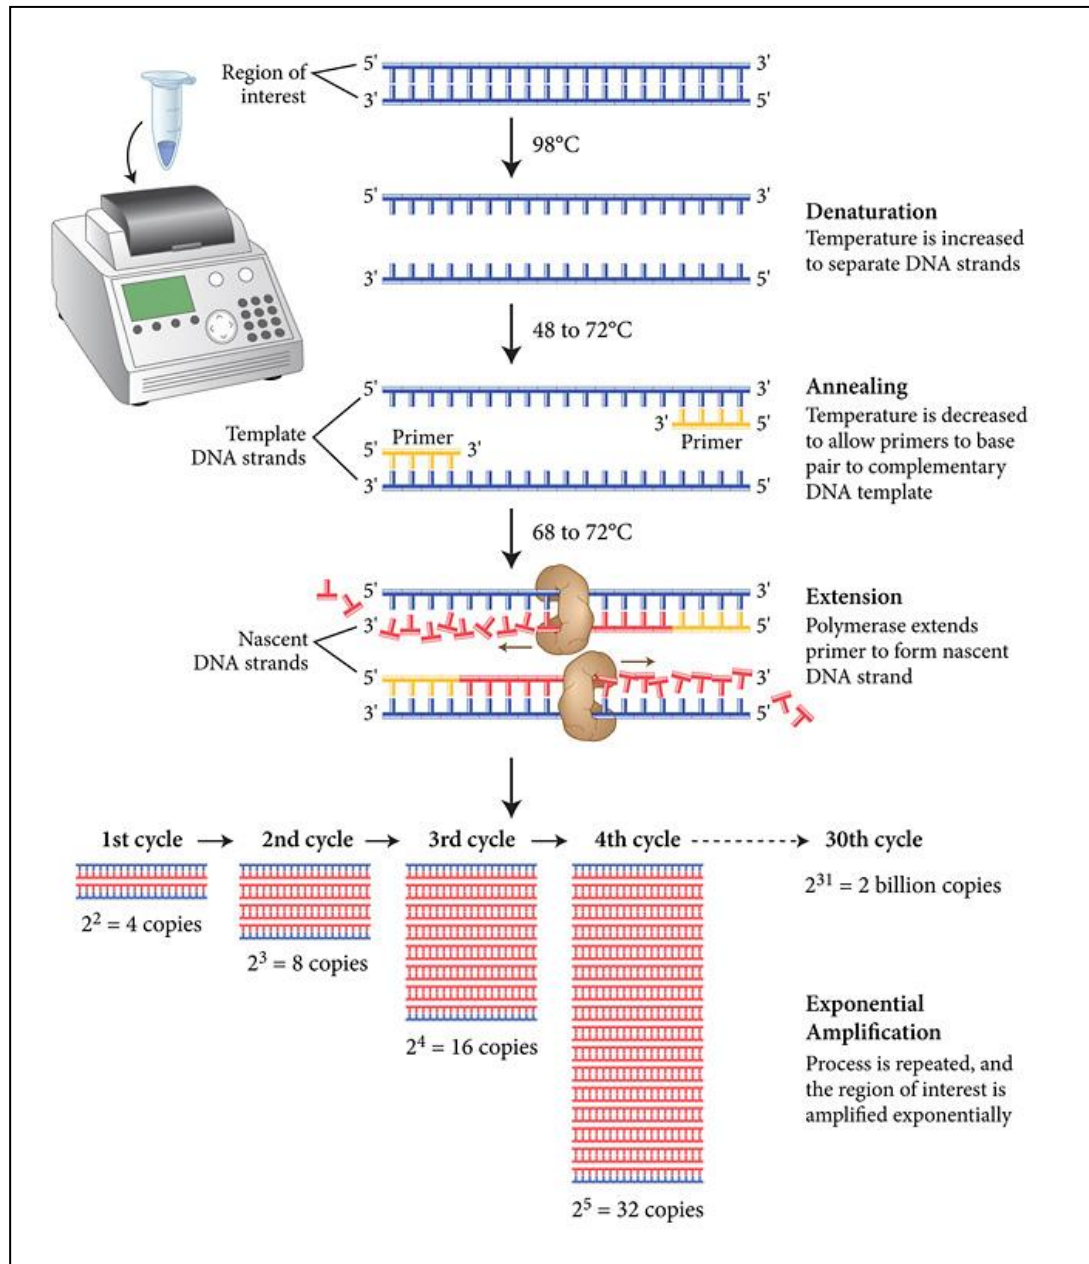 Region of
interest
5'
3'
3'
5'
98°C
5'
3'
3'
5'
Denaturation
Temperature is increased
to separate DNA strands
48 to 72°C
Template
DNA strands
5'
3'
3'
5'
Primer
5'
Primer
3'
3'
5'
Annealing
Temperature is decreased
to allow primers to base
pair to complementary
DNA template
68 to 72°C
Nascent
DNA strands
5'
3'
3'
5'
5'
3'
3'
5'
Extension
Polymerase extends
primer to form nascent
DNA strand
1st cycle
2nd cycle
3rd cycle
4th cycle
30th cycle
2² = 4 copies
2³ = 8 copies
2⁴ = 16 copies
2⁵ = 32 copies
2³¹ = 2 billion copies
Exponential
Amplification
Process is repeated, and
the region of interest is
amplified exponentially